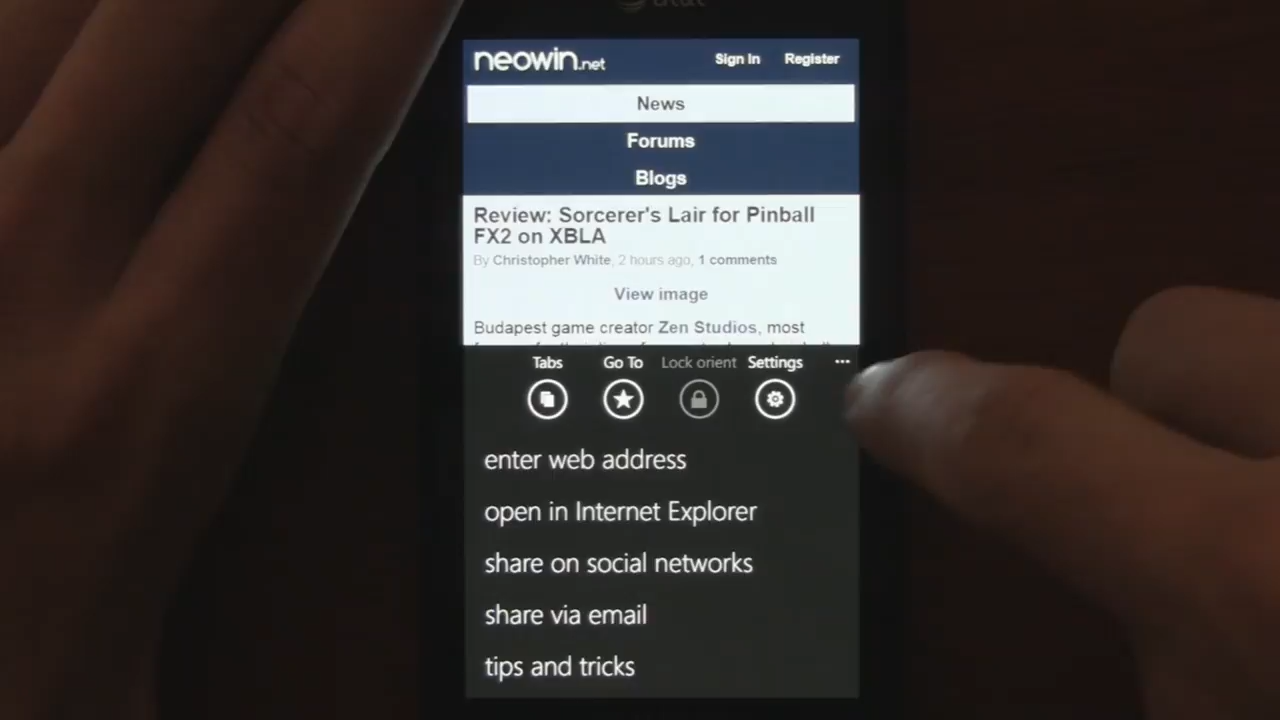 at&t
neowin.net Sign In Register
News
Forums
Blogs
Review: Sorcerer's Lair for Pinball
FX2 on XBLA
By Christopher White, 2 hours ago, 1 comments
View image
Budapest game creator Zen Studios, most
Tabs Go To Lock orient Settings ...
enter web address
open in Internet Explorer
share on social networks
share via email
tips and tricks